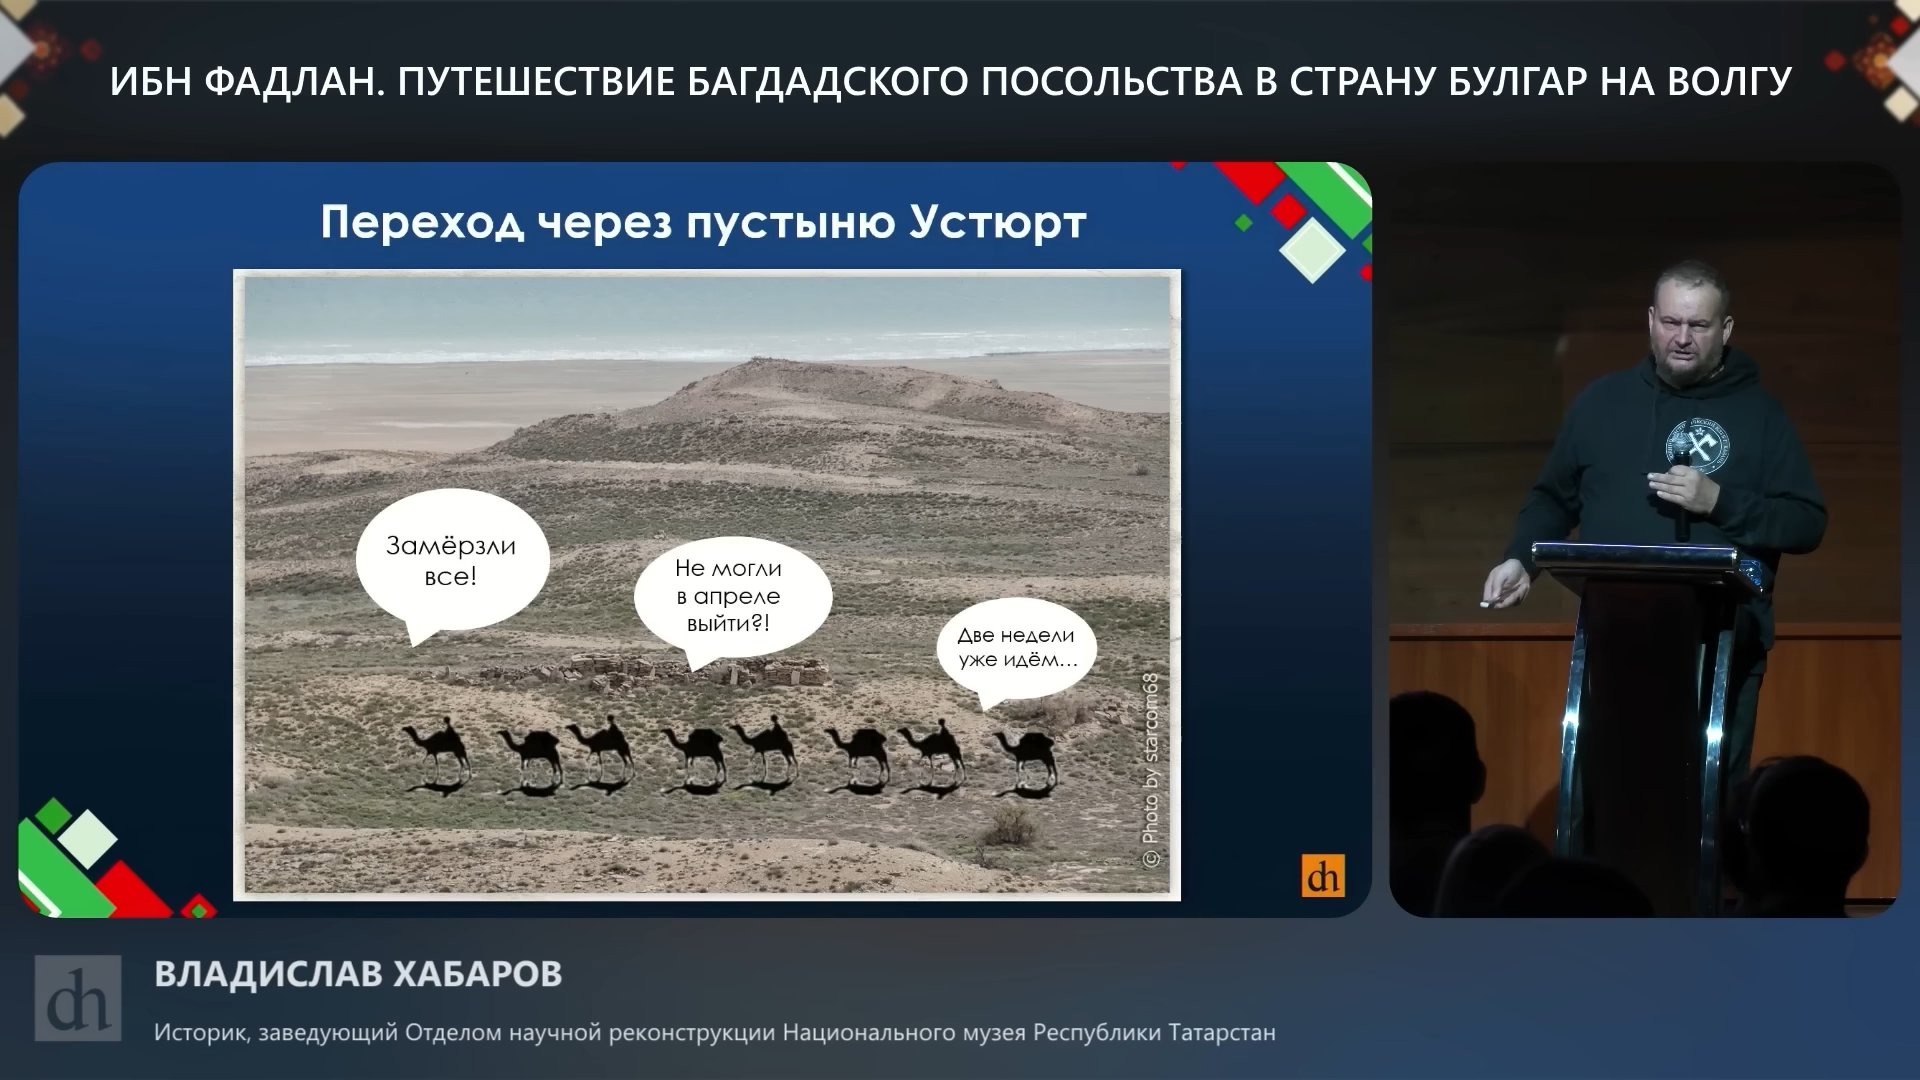 ИБН ФАДЛАН. ПУТЕШЕСТВИЕ БАГДАДСКОГО ПОСОЛЬСТВА В СТРАНУ БУЛГАР НА ВОЛГУ
Переход через пустыню Устюрт
Замёрзли
все!
Не могли
в апреле
выйти?!
Две недели
уже идём...
© Photo by starcom68
dh
dh
ВЛАДИСЛАВ ХАБАРОВ
Историк, заведующий Отделом научной реконструкции Национального музея Республики Татарстан